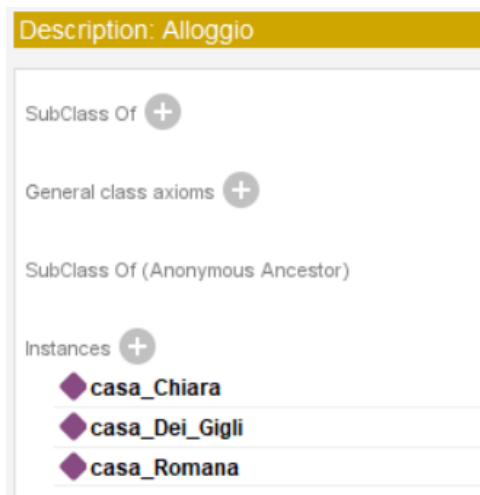 Description: Alloggio
SubClass Of
General class axioms
SubClass Of (Anonymous Ancestor)
Instances
casa_Chiara
casa_Dei_Gigli
casa_Romana